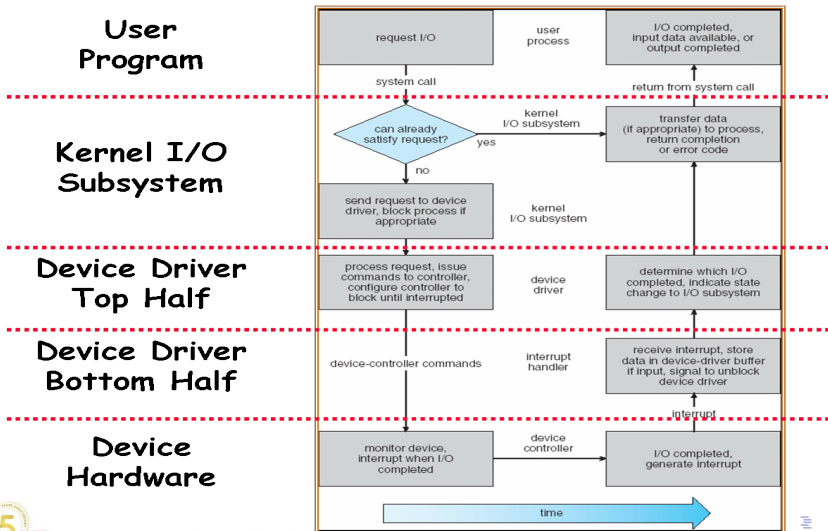 User
Program
request I/O
user
process
I/O completed,
input data available, or
output completed
system call
return from system call
Kernel I/O
Subsystem
can already
satisfy request?
yes
no
kernel
I/O subsystem
transfer data
(if appropriate) to process,
return completion
or error code
send request to device
driver, block process if
appropriate
kernel
I/O subsystem
Device Driver
Top Half
process request, issue
commands to controller,
configure controller to
block until interrupted
device
driver
determine which I/O
completed, indicate state
change to I/O subsystem
Device Driver
Bottom Half
device-controller commands
interrupt
handler
receive interrupt, store
data in device-driver buffer
if input, signal to unblock
device driver
interrupt
Device
Hardware
monitor device,
interrupt when I/O
completed
device
controller
I/O completed,
generate interrupt
time